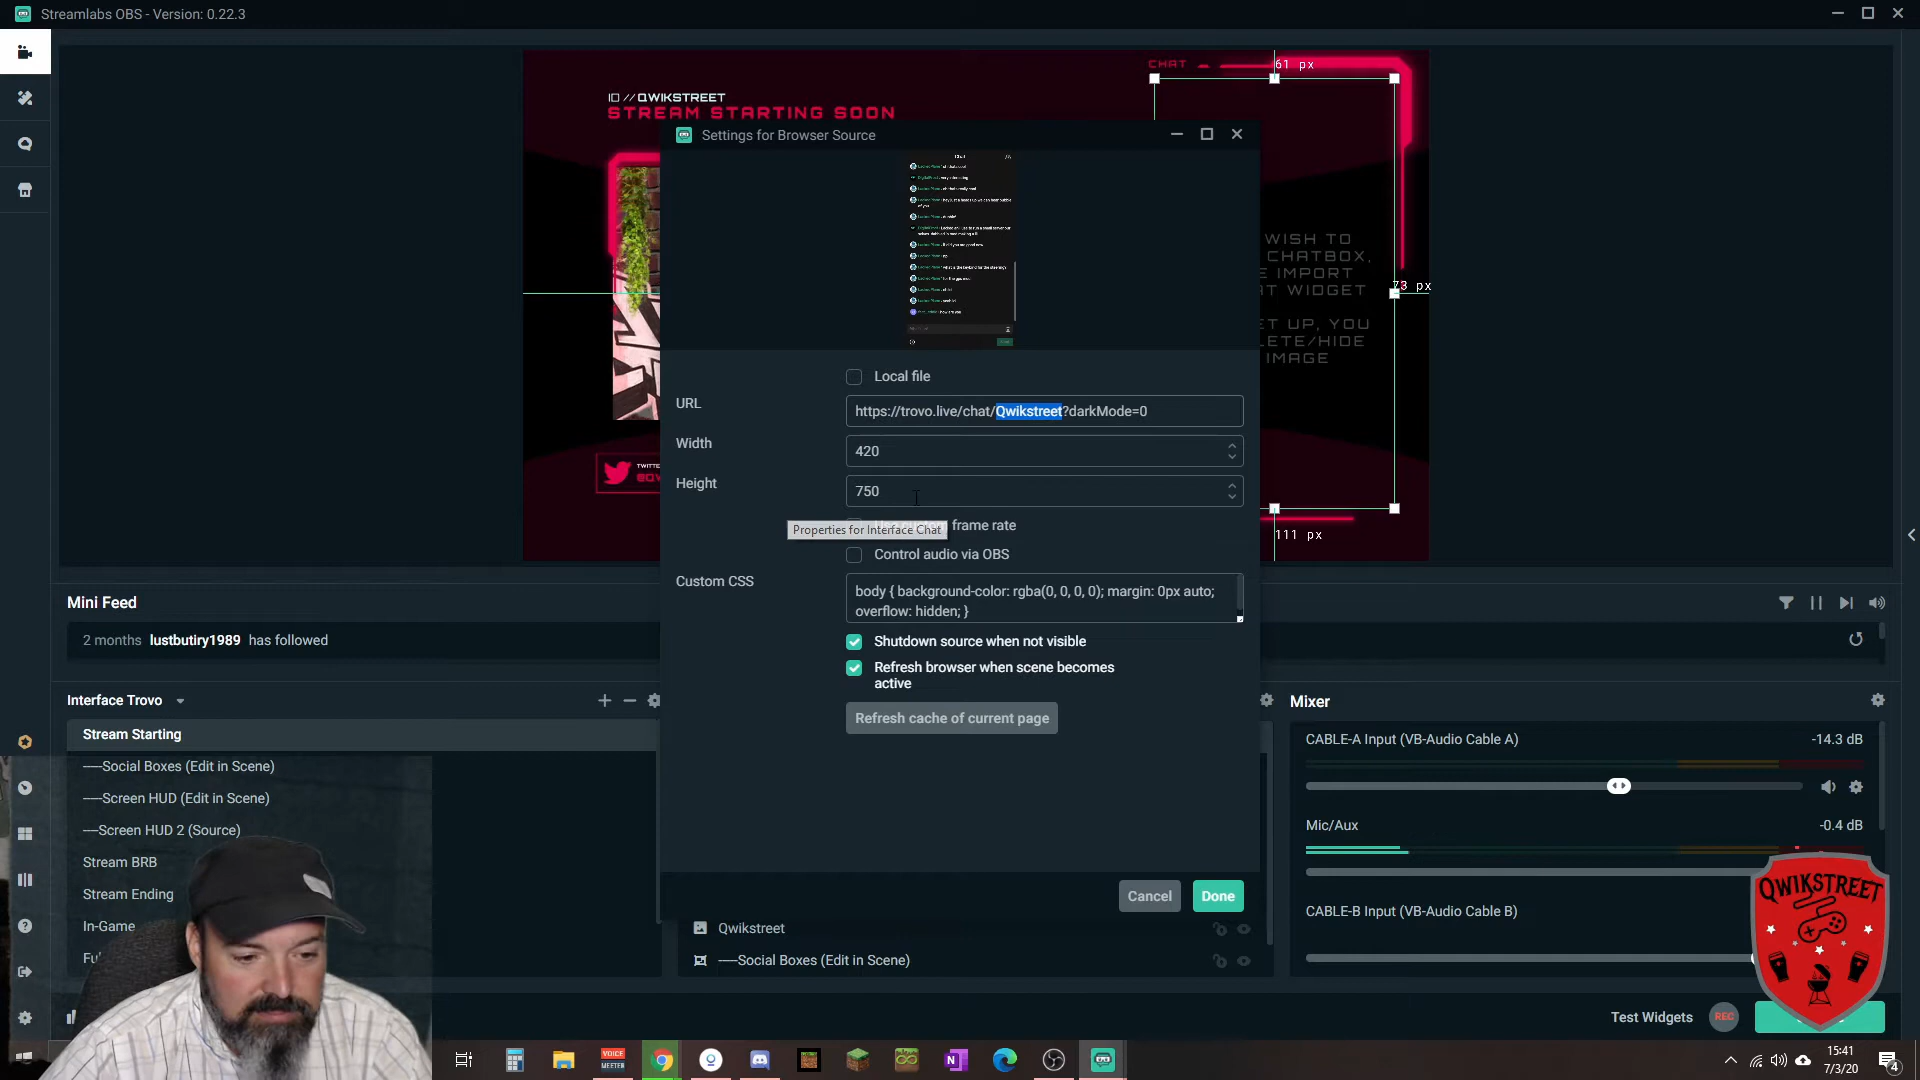 Streamlabs OBS - Version: 0.22.3
CHAT
61 px
ID // QWIKSTREET
STREAM STARTING SOON
Settings for Browser Source
WISH TO
CHATBOX,
E IMPORT
AT WIDGET
73 px
ET UP, YOU
LETE/HIDE
IMAGE
Local file
URL
https://trovo.live/chat/Qwikstreet?darkMode=0
Width
420
TWITTE
Height
750
frame rate
Properties for Interface Chat
111 px
Control audio via OBS
Custom CSS
body { background-color: rgba(0, 0, 0, 0); margin: 0px auto;
overflow: hidden; }
Mini Feed
2 months lustbutiry1989 has followed
Shutdown source when not visible
Refresh browser when scene becomes
active
Refresh cache of current page
Interface Trovo
Mixer
Stream Starting
----Social Boxes (Edit in Scene)
----Screen HUD (Edit in Scene)
----Screen HUD 2 (Source)
Stream BRB
Stream Ending
In-Game
CABLE-A Input (VB-Audio Cable A)
-14.3 dB
Mic/Aux
-0.4 dB
CABLE-B Input (VB-Audio Cable B)
Cancel
Done
Qwikstreet
----Social Boxes (Edit in Scene)
QWIKSTREET
Test Widgets
REC
VOICE
MEETER
N
15:41
7/3/20
4